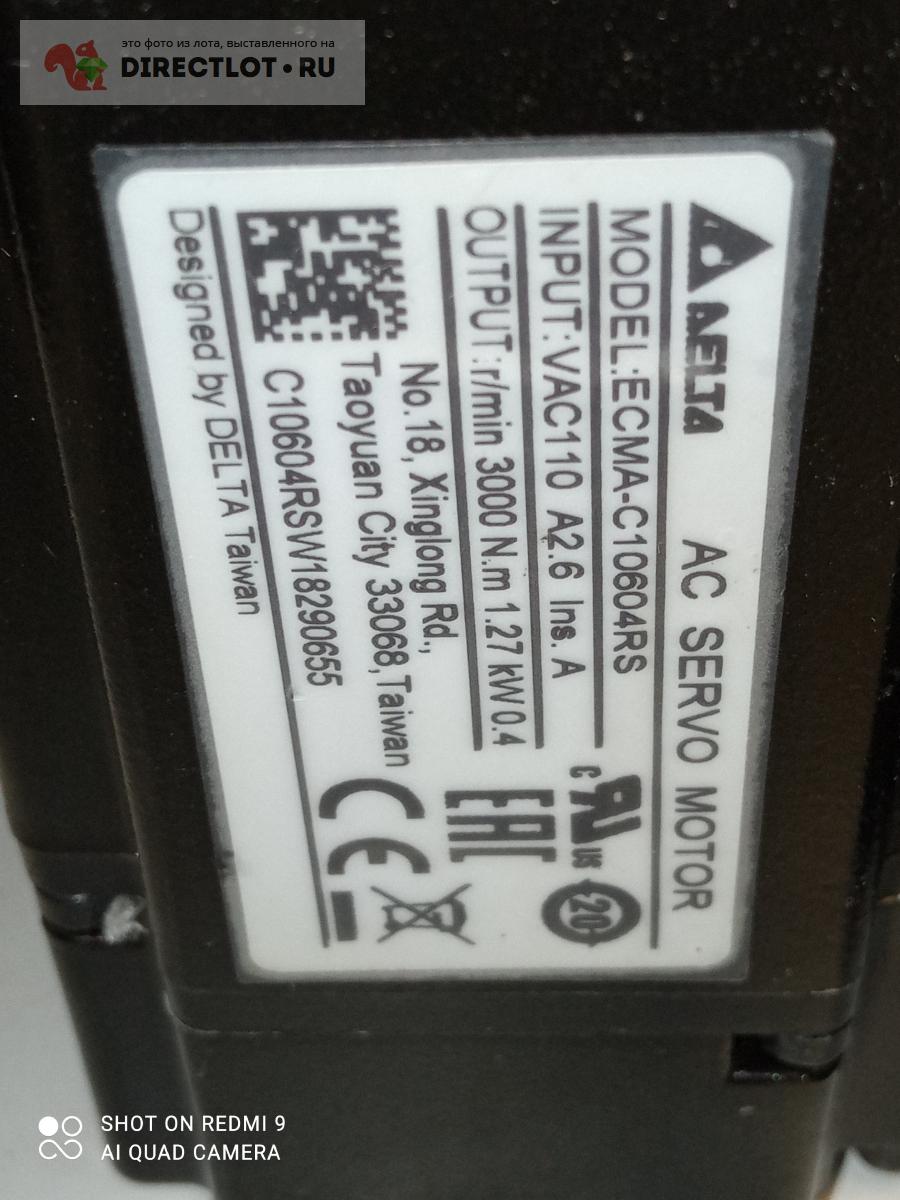 это фото из лота, выставленного на
DIRECTLOT•RU
DELTA AC SERVO MOTOR
MODEL:ECMA-C10604RS
INPUT:VAC110 A2.6 Ins. A
OUTPUT:r/min 3000 N.m 1.27 kW0.4
c RU us
20
EAC
No.18, Xinglong Rd.,
Taoyuan City 33068,Taiwan
C10604RSW18290655
CE
Designed by DELTA Taiwan
SHOT ON REDMI 9
AI QUAD CAMERA